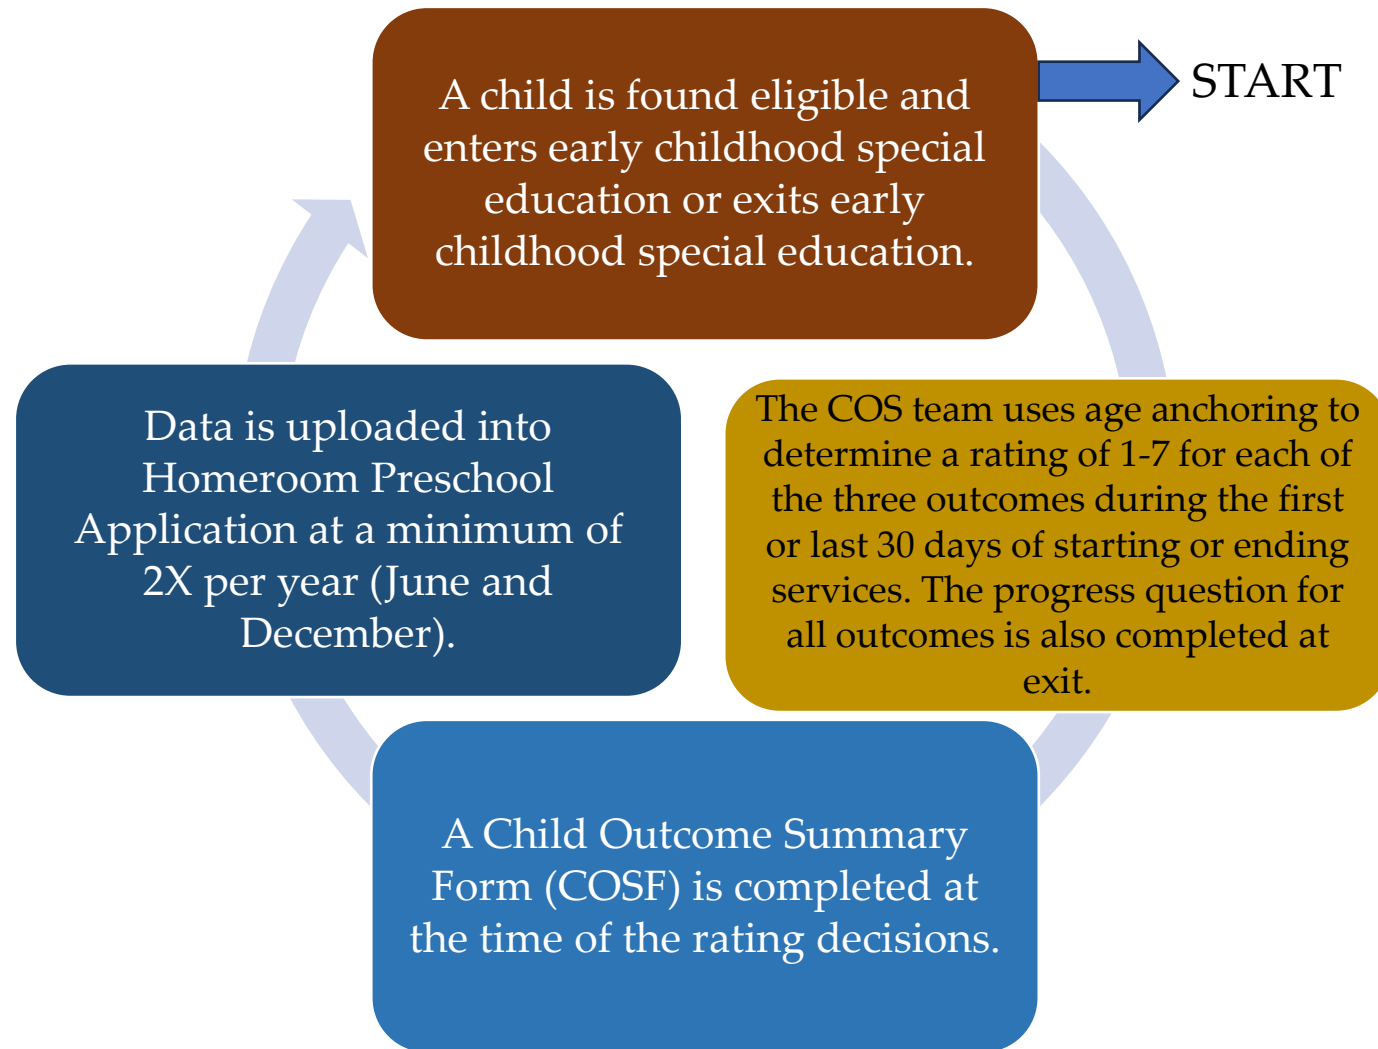 A child is found eligible and
enters early childhood special
education or exits early
childhood special education.
START
The COS team uses age anchoring to
determine a rating of 1-7 for each of
the three outcomes during the first
or last 30 days of starting or ending
services. The progress question for
all outcomes is also completed at
exit.
A Child Outcome Summary
Form (COSF) is completed at
the time of the rating decisions.
Data is uploaded into
Homeroom Preschool
Application at a minimum of
2X per year (June and
December).